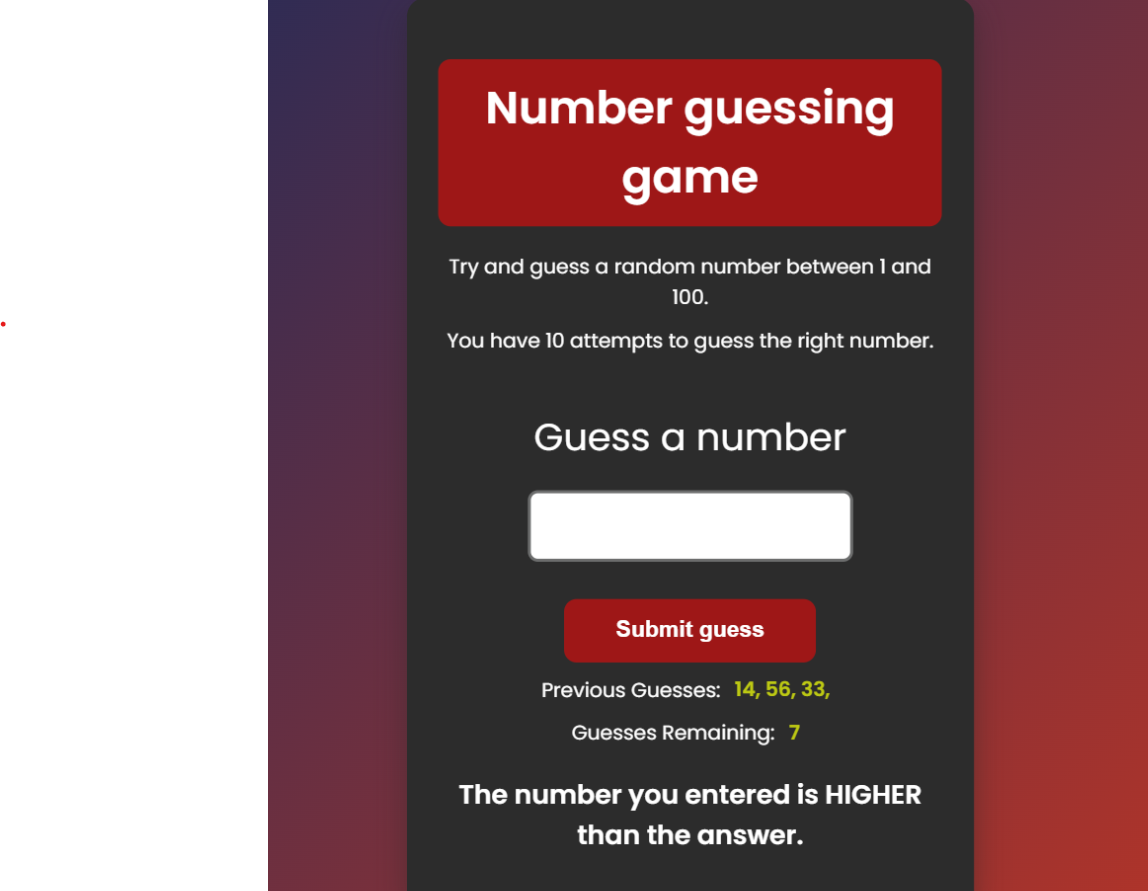 Number guessing
game
Try and guess a random number between 1 and
100.
You have 10 attempts to guess the right number.
Guess a number
Submit guess
Previous Guesses: 14, 56, 33,
Guesses Remaining: 7
The number you entered is HIGHER
than the answer.